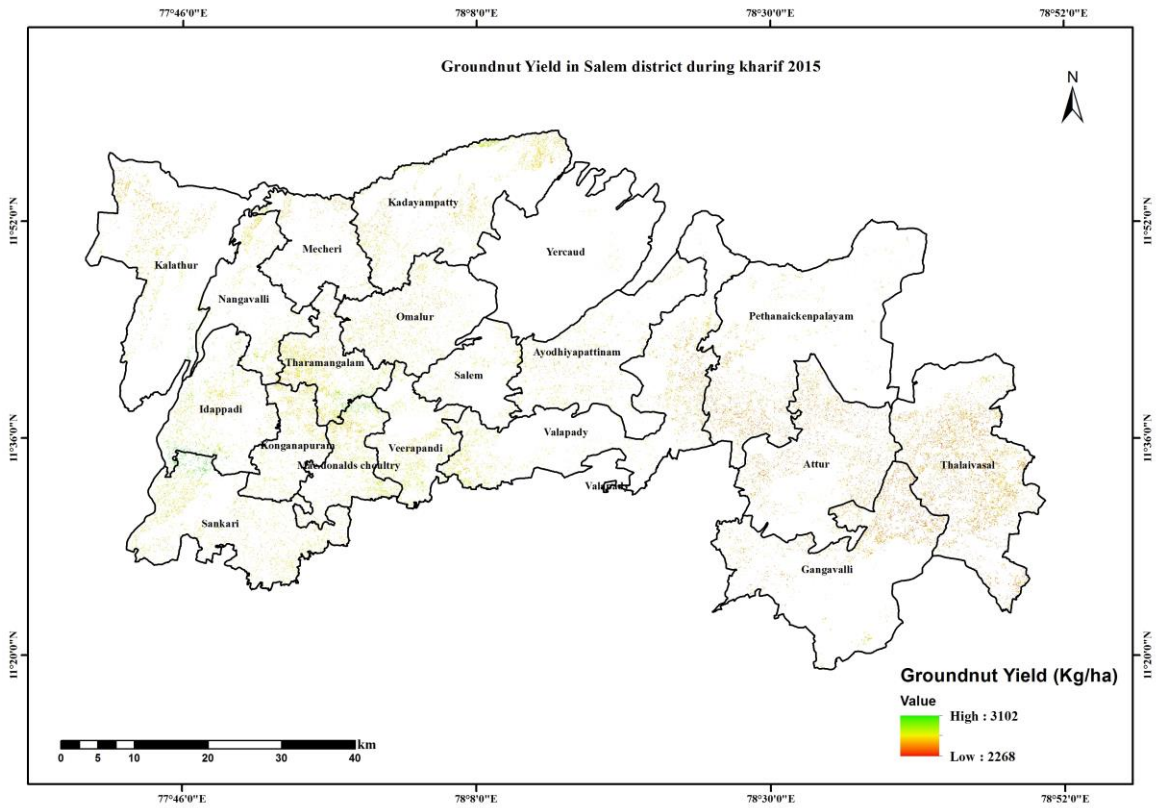 77°46'0"E 78°8'0"E 78°30'0"E 78°52'0"E
Groundnut Yield in Salem district during kharif 2015
N
11°52'0"N
11°52'0"N
Kadayampatty
Mecheri
Yercaud
Kalathur
Nangavalli
Omalur
Pethanaickenpalayam
Ayodhiyapattinam
Tharamangalam
Salem
Idappadi
Valapady
11°36'0"N
11°36'0"N
Konganapuram
Veerapandi
Macdonalds choultry
Attur
Thalaivasal
Valapady
Sankari
Gangavalli
11°20'0"N
11°20'0"N
Groundnut Yield (Kg/ha)
Value
High : 3102
Low : 2268
km
0 5 10 20 30 40
77°46'0"E 78°8'0"E 78°30'0"E 78°52'0"E